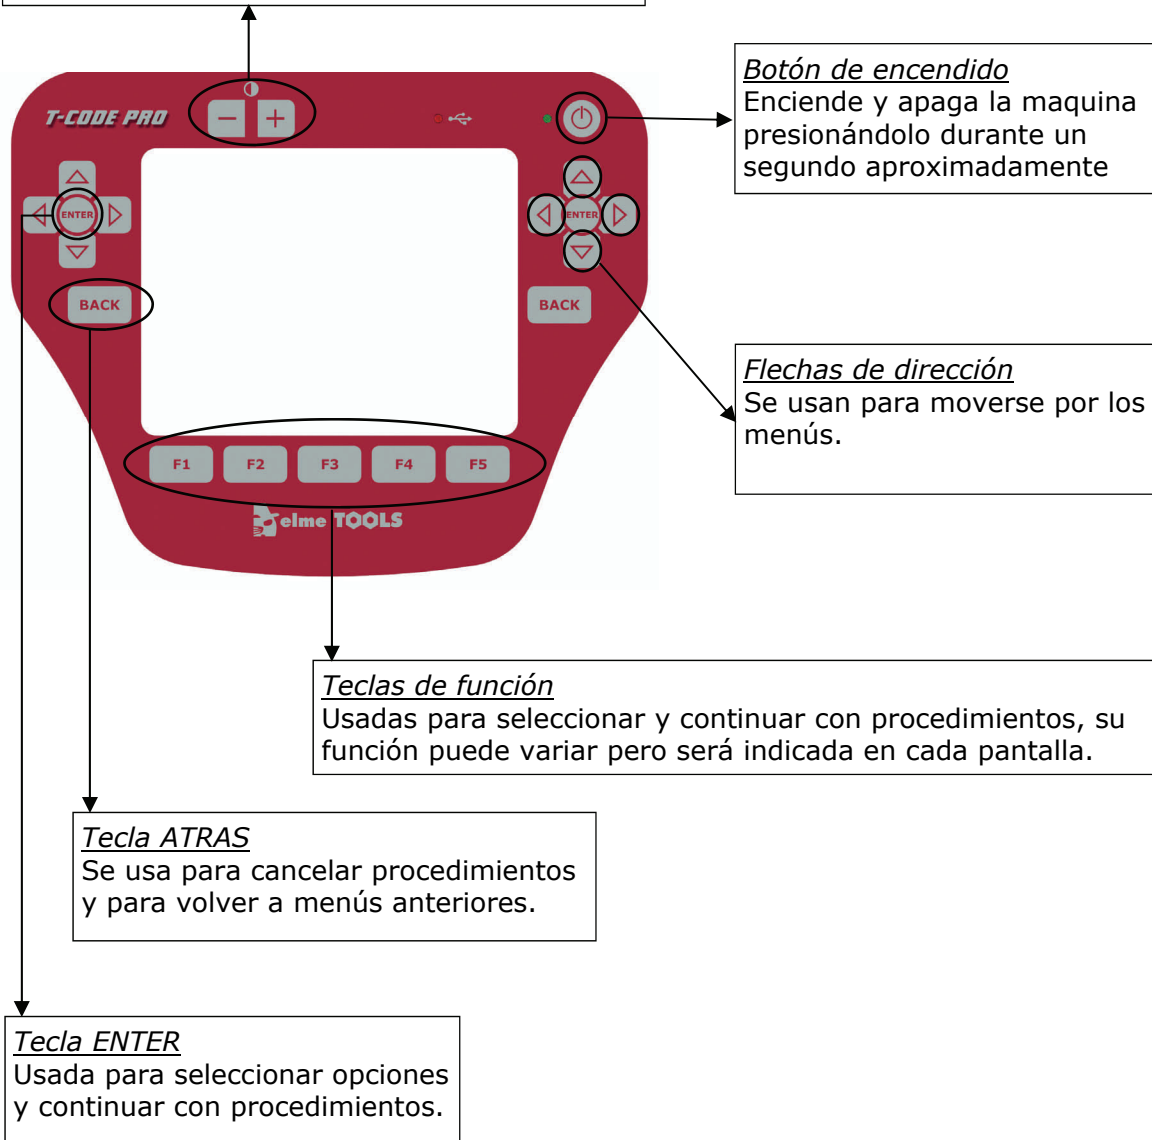 Botón de encendido
Enciende y apaga la maquina
presionándolo durante un
segundo aproximadamente
T-CODE PRO
- +
ENTER
ENTER
BACK
BACK
Flechas de dirección
Se usan para moverse por los
menús.
F1 F2 F3 F4 F5
elme TOOLS
Teclas de función
Usadas para seleccionar y continuar con procedimientos, su
función puede variar pero será indicada en cada pantalla.
Tecla ATRAS
Se usa para cancelar procedimientos
y para volver a menús anteriores.
Tecla ENTER
Usada para seleccionar opciones
y continuar con procedimientos.